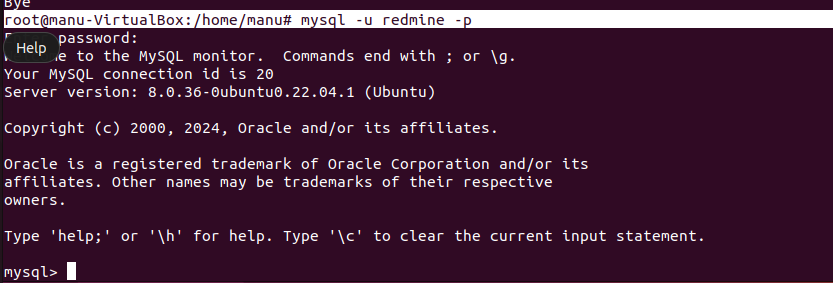 Bye
root@manu-VirtualBox:/home/manu# mysql -u redmine -p
password:
Help
to the MySQL monitor.  Commands end with ; or \g.
Your MySQL connection id is 20
Server version: 8.0.36-0ubuntu0.22.04.1 (Ubuntu)
Copyright (c) 2000, 2024, Oracle and/or its affiliates.
Oracle is a registered trademark of Oracle Corporation and/or its
affiliates. Other names may be trademarks of their respective
owners.
Type 'help;' or '\h' for help. Type '\c' to clear the current input statement.
mysql>